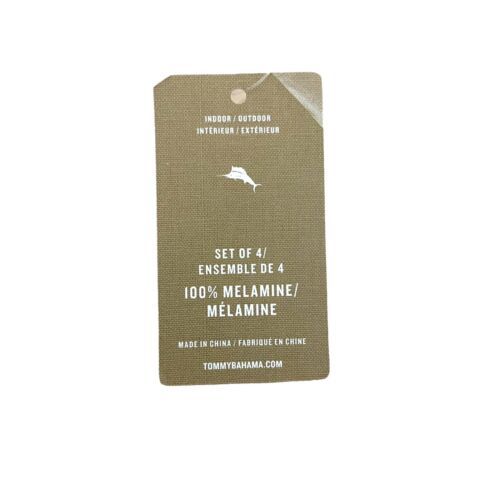 INDOOR / OUTDOOR
INTÉRIEUR / EXTÉRIEUR
SET OF 4/
ENSEMBLE DE 4
100% MELAMINE/
MÉLAMINE
MADE IN CHINA / FABRIQUÉ EN CHINE
TOMMYBAHAMA.COM